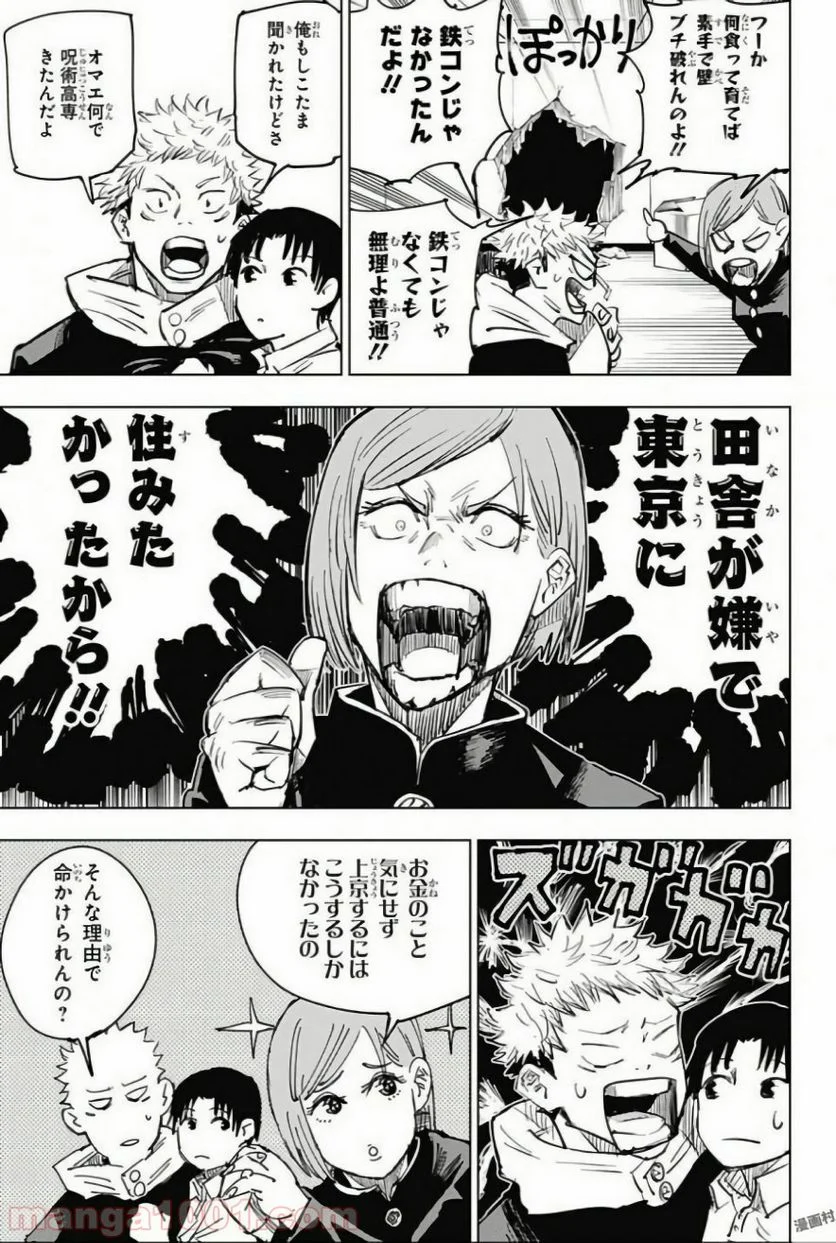 つーか
何食って育てば
素手で壁
ブチ破れんのよ!!
ぽっかり
鉄コンじゃ
なかったん
だよ!!
鉄コンじゃ
なくても
無理よ普通!!
俺もしこたま
聞かれたけどさ
オマエ何で
呪術高専
きたんだよ
田舎が嫌で
東京に
住みた
かったから!!
ズガガガ
お金のこと
気にせず
上京するには
こうするしか
なかったの
そんな理由で
命かけられんの?
manga1001.com
漫画村